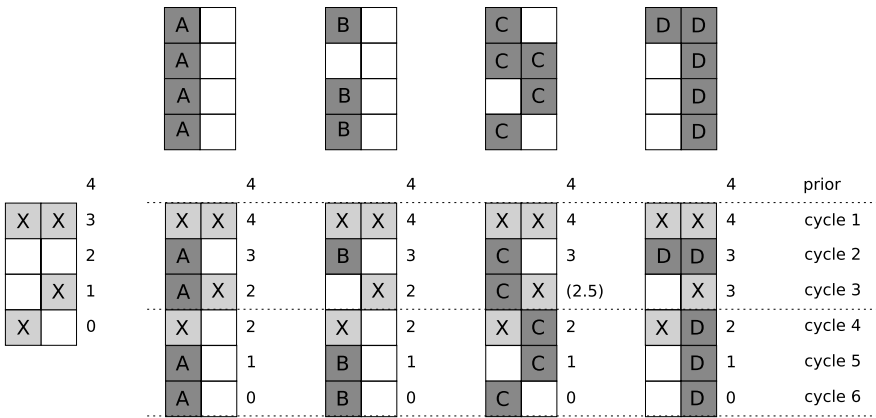 A B C D D
A C C D
A B C D
A B C D
4 4 4 4 4 prior
X X 3 X X 4 X X 4 X X 4 X X 4 cycle 1
2 A 3 B 3 C 3 D D 3 cycle 2
X 1 A X 2 X 2 C X (2.5) X 3 cycle 3
X 0 X 2 X 2 X C 2 X D 2 cycle 4
A 1 B 1 C 1 D 1 cycle 5
A 0 B 0 C 0 D 0 cycle 6